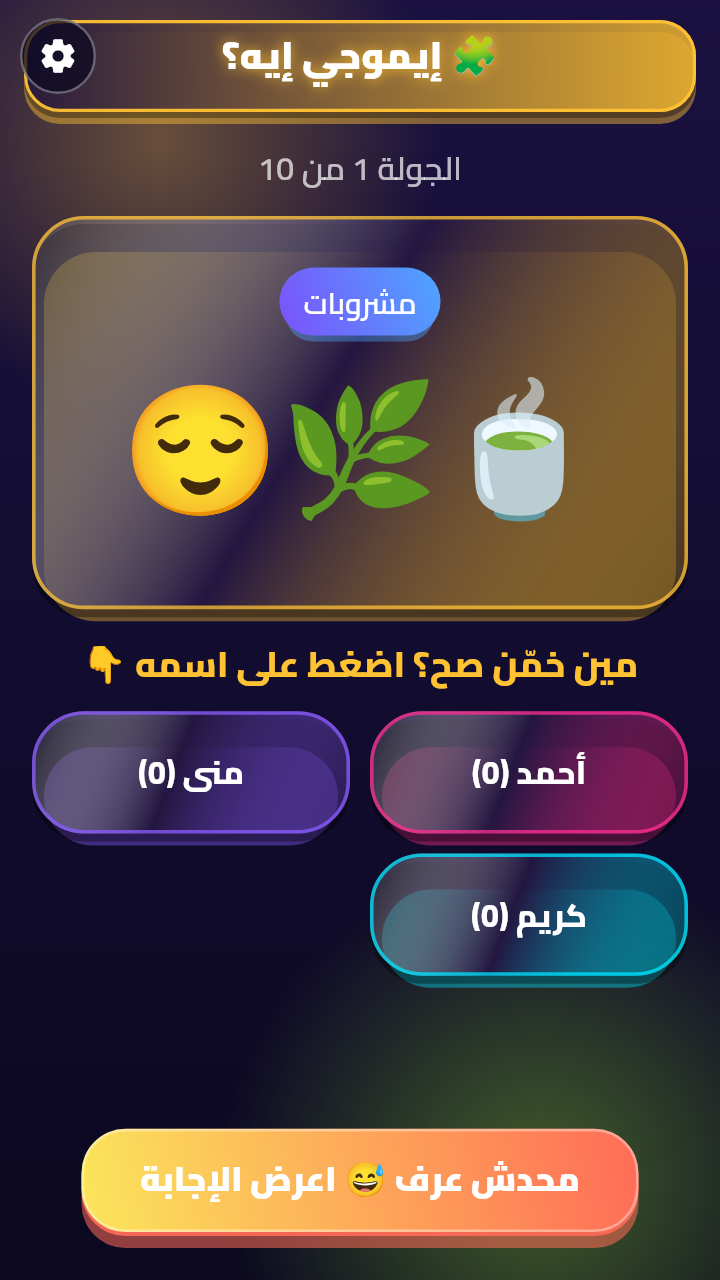 🧩 إيموجي إيه؟
الجولة 1 من 10
مشروبات
🍵🌿😌
مين خمّن صح؟ اضغط على اسمه 👇
أحمد (0)
منى (0)
كريم (0)
محدش عرف 😅 اعرض الإجابة